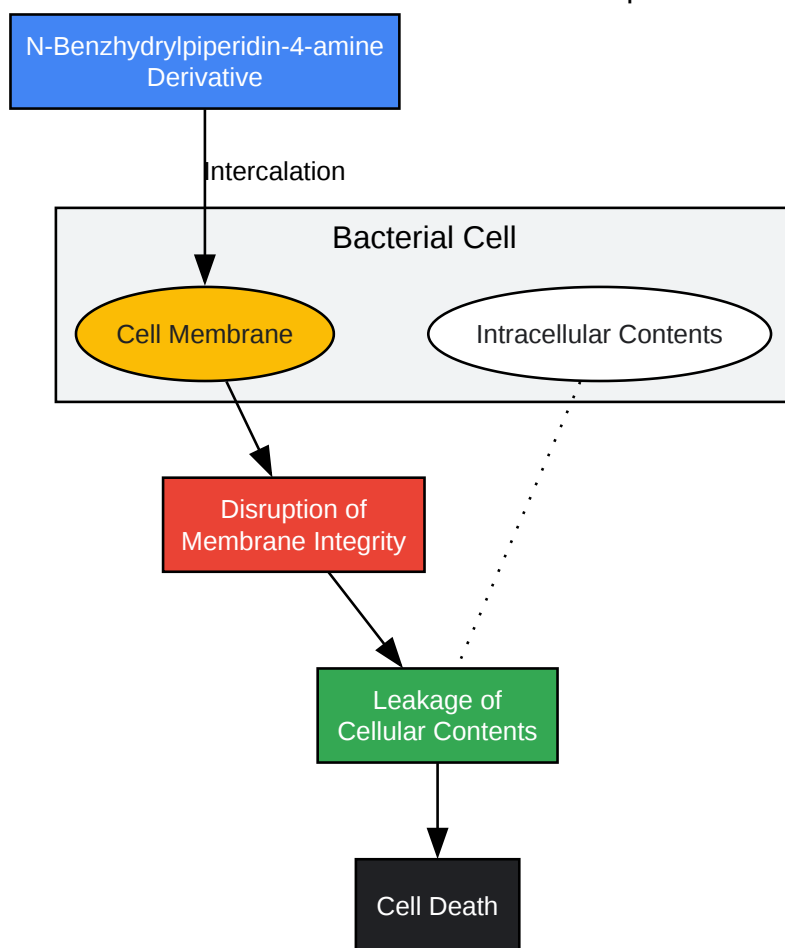 N-Benzhydrylpiperidin-4-amine
Derivative
Intercalation
Bacterial Cell
Cell Membrane
Intracellular Contents
Disruption of
Membrane Integrity
Leakage of
Cellular Contents
Cell Death